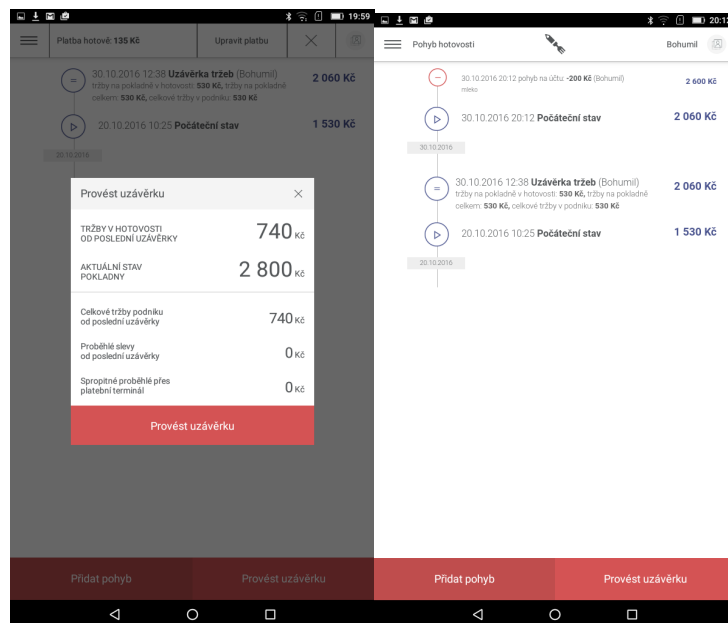 19:59
Platba hotově: 135 Kč
Upravit platbu
30.10.2016 12:38 Uzávěrka tržeb (Bohumil)
2 060 Kč
tržby na pokladně v hotovosti: 530 Kč, tržby na pokladně
celkem: 530 Kč, celkové tržby v podniku: 530 Kč
20.10.2016 10:25 Počáteční stav
1 530 Kč
20.10.2016
Provést uzávěrku
TRŽBY V HOTOVOSTI
OD POSLEDNÍ UZÁVĚRKY
740 Kč
AKTUÁLNÍ STAV
POKLADNY
2 800 Kč
Celkové tržby podniku
od poslední uzávěrky
740 Kč
Proběhlé slevy
od poslední uzávěrky
0 Kč
Spropitné proběhlé přes
platební terminál
0 Kč
Provést uzávěrku
Přidat pohyb
Provést uzávěrku
Pohyb hotovosti
Bohumil
30.10.2016 20:12 pohyb na účtu: -200 Kč (Bohumil)
mleko
2 600 Kč
30.10.2016 20:12 Počáteční stav
2 060 Kč
30.10.2016
30.10.2016 12:38 Uzávěrka tržeb (Bohumil)
2 060 Kč
tržby na pokladně v hotovosti: 530 Kč, tržby na pokladně
celkem: 530 Kč, celkové tržby v podniku: 530 Kč
20.10.2016 10:25 Počáteční stav
1 530 Kč
20.10.2016
Přidat pohyb
Provést uzávěrku